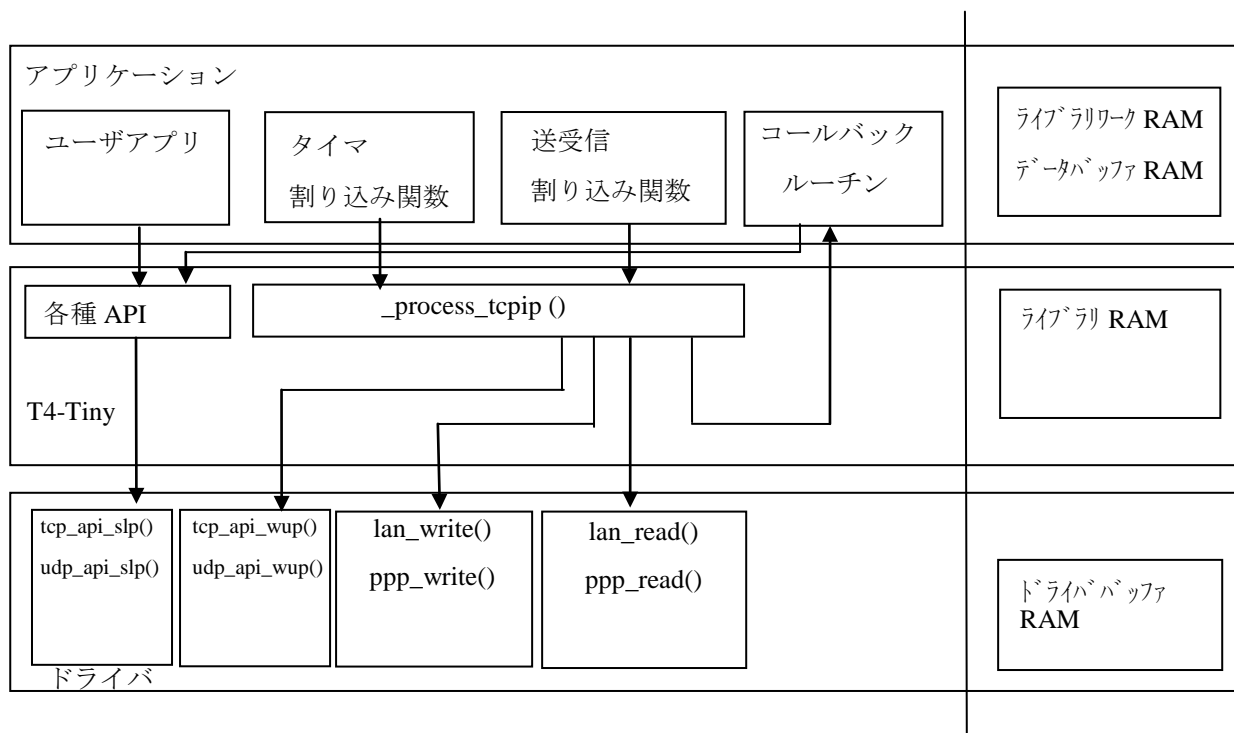 アプリケーション
ユーザアプリ
タイマ
割り込み関数
送受信
割り込み関数
コールバック
ルーチン
ﾗｲﾌﾞﾗﾘﾜｰｸ RAM
ﾃﾞｰﾀﾊﾞｯﾌｧ RAM
各種 API
_process_tcpip ()
ﾗｲﾌﾞﾗﾘ RAM
T4-Tiny
tcp_api_slp()
udp_api_slp()
tcp_api_wup()
udp_api_wup()
lan_write()
ppp_write()
lan_read()
ppp_read()
ﾄﾞﾗｲﾊﾞﾊﾞｯﾌｧ
RAM
ドライバ